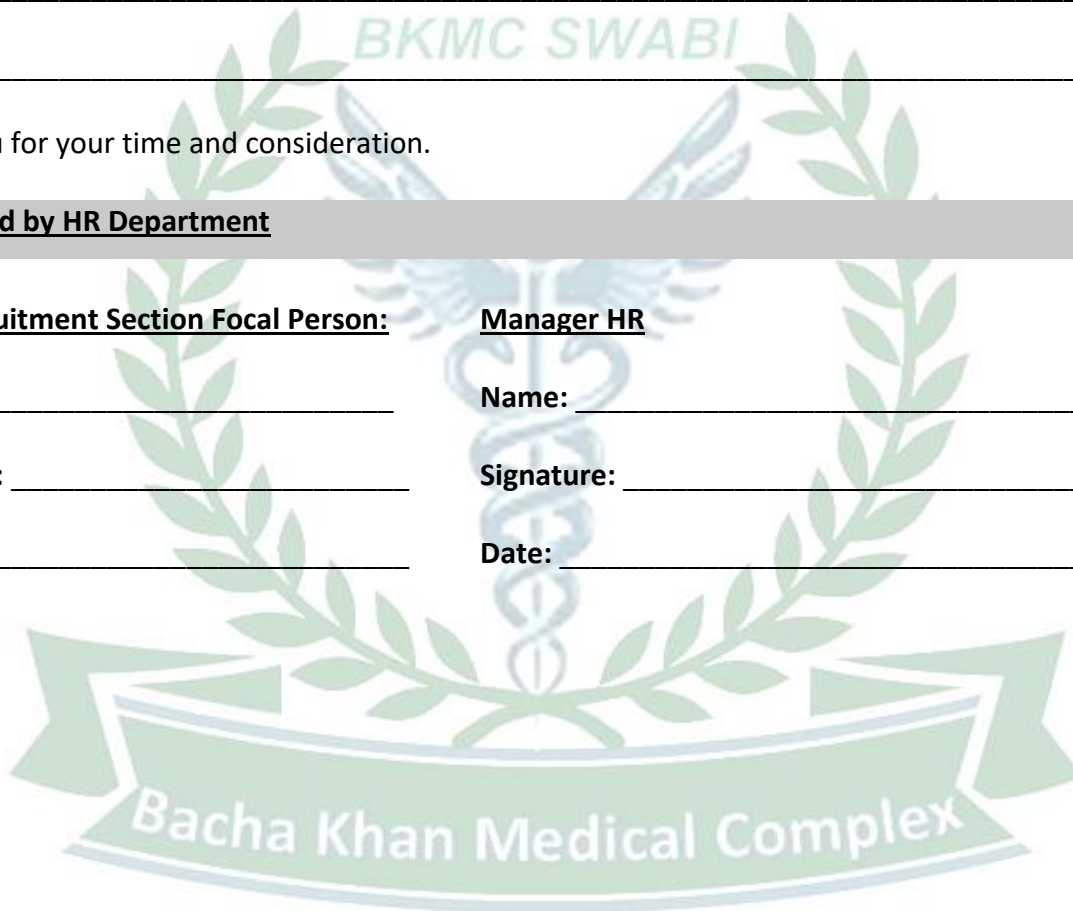 BKMC SWABI
for your time and consideration.
d by HR Department
uitment Section Focal Person: Manager HR
Name:
: Signature:
Date:
Bacha Khan Medical Complex